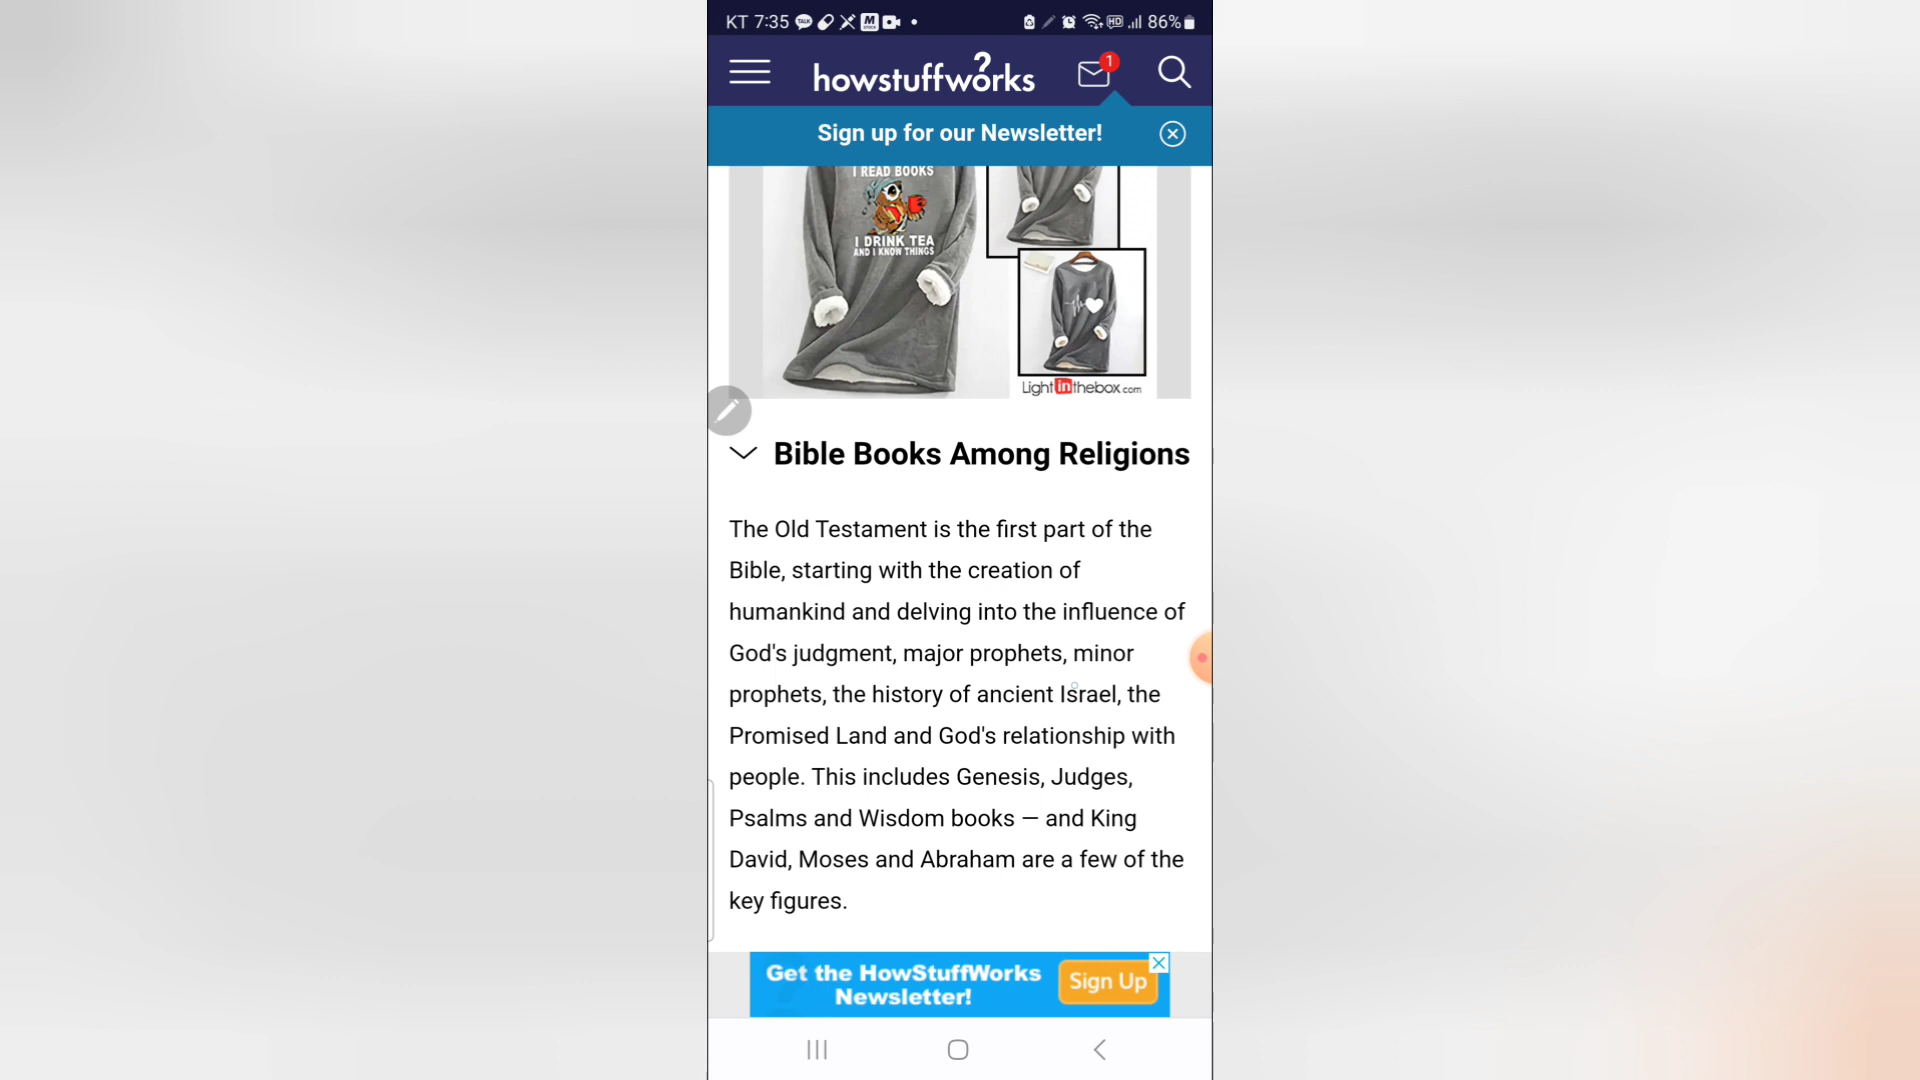 KT 7:35 TALK M HD 86%
howstuffworks 1
Sign up for our Newsletter!
I READ BOOKS
I DRINK TEA
AND I KNOW THINGS
Lightinthebox.com
Bible Books Among Religions
The Old Testament is the first part of the
Bible, starting with the creation of
humankind and delving into the influence of
God's judgment, major prophets, minor
prophets, the history of ancient Israel, the
Promised Land and God's relationship with
people. This includes Genesis, Judges,
Psalms and Wisdom books — and King
David, Moses and Abraham are a few of the
key figures.
Get the HowStuffWorks
Newsletter!
Sign Up